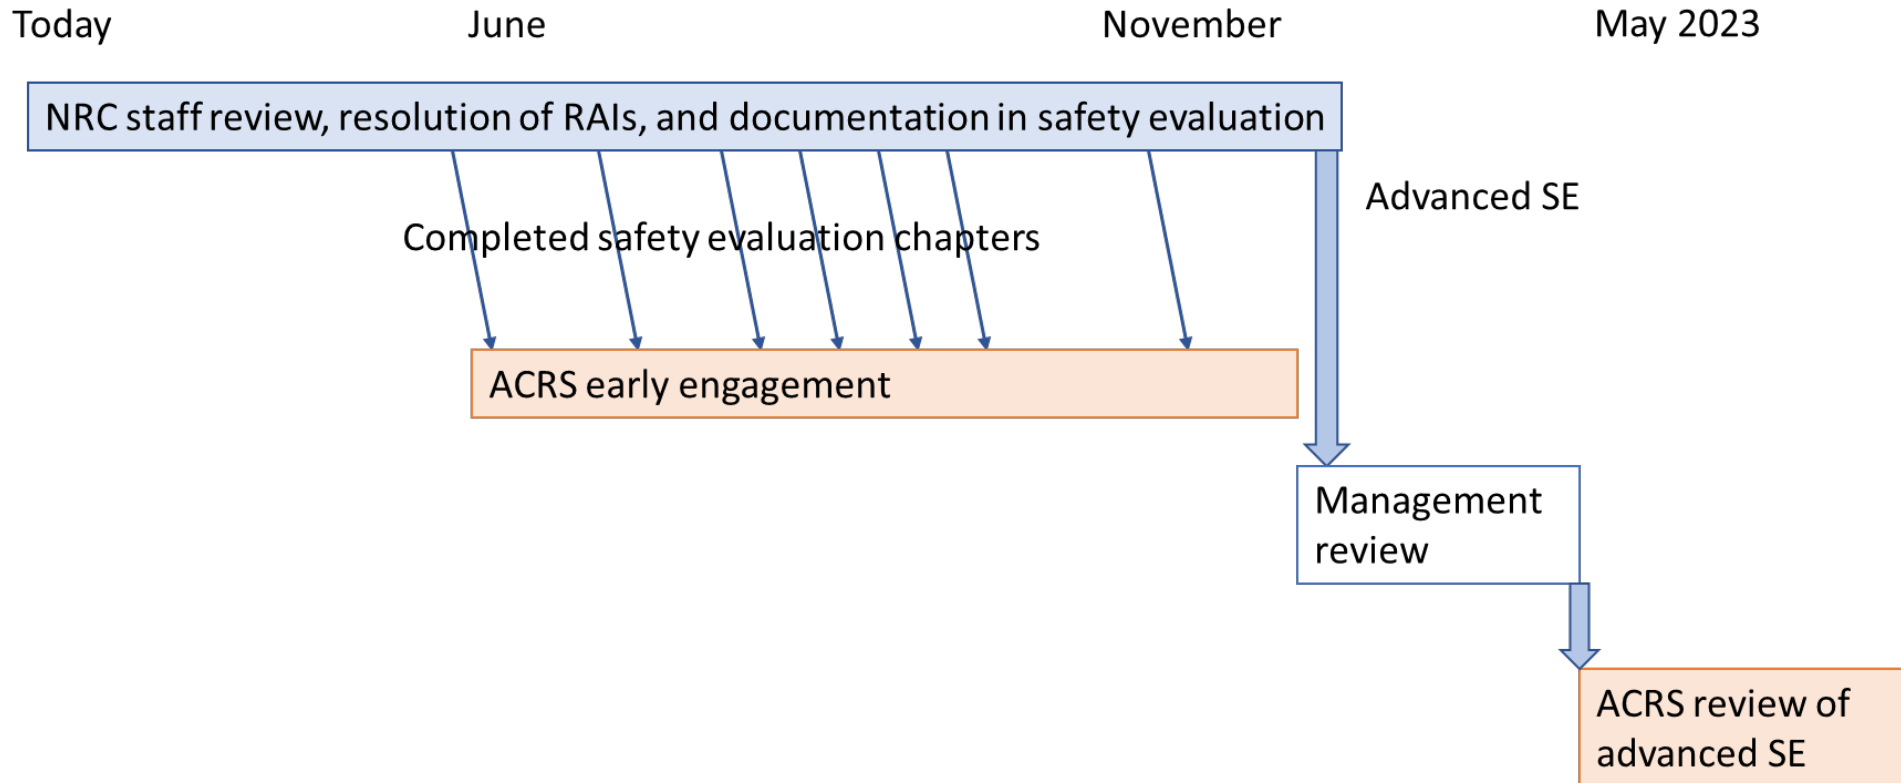 Today
June
November
May 2023
NRC staff review, resolution of RAIs, and documentation in safety evaluation
Advanced SE
Completed safety evaluation chapters
ACRS early engagement
Management
review
ACRS review of
advanced SE